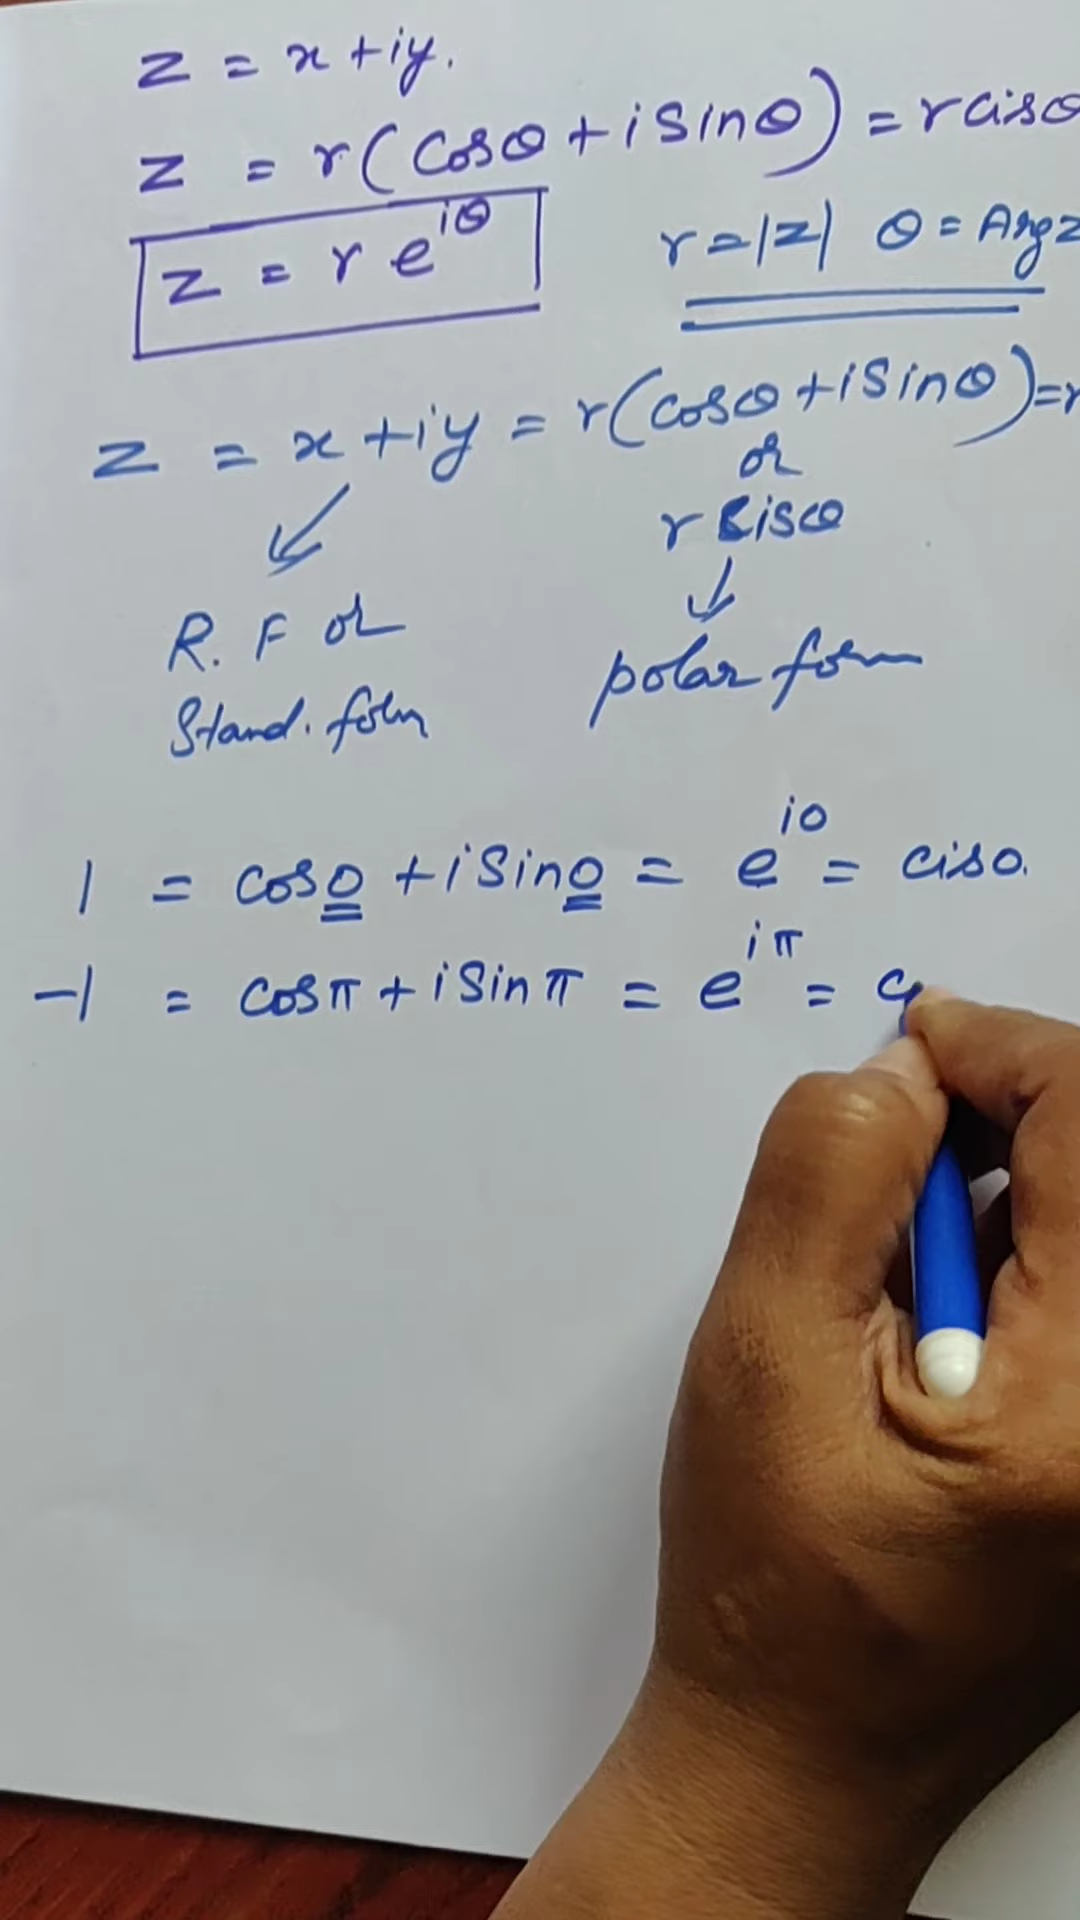 z = x + iy.
z = r(cosθ + i sinθ) = r cisθ
z = r e^{iθ}
r = |z| θ = Arg z
z = x + iy = r(cosθ + i sinθ) = r
or
r cisθ
R. F or
Stand. form
polar form
1 = cos0 + i sin0 = e^{i0} = cis0.
-1 = cosπ + i sinπ = e^{iπ} = c